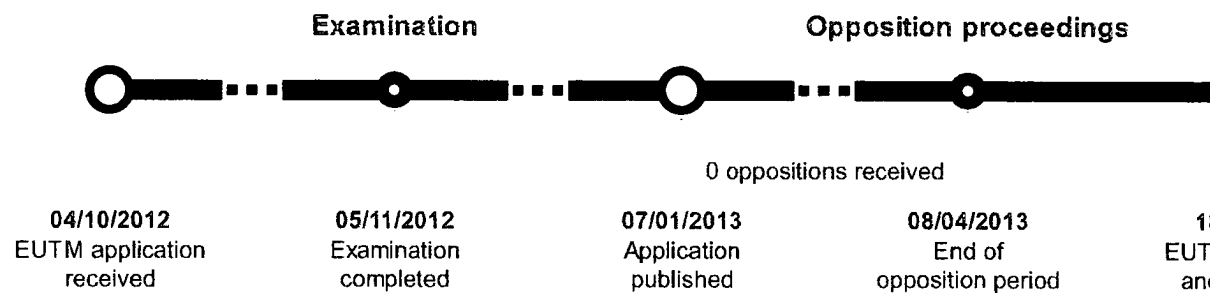 Examination
Opposition proceedings
0 oppositions received
04/10/2012
EUTM application
received
05/11/2012
Examination
completed
07/01/2013
Application
published
08/04/2013
End of
opposition period